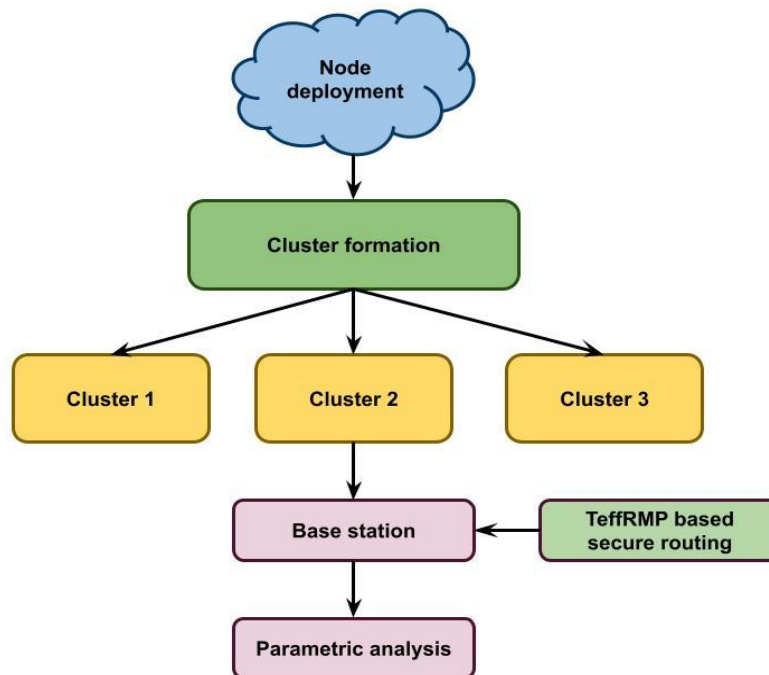 Node
deployment
Cluster formation
Cluster 1
Cluster 2
Cluster 3
Base station
TeffRMP based
secure routing
Parametric analysis